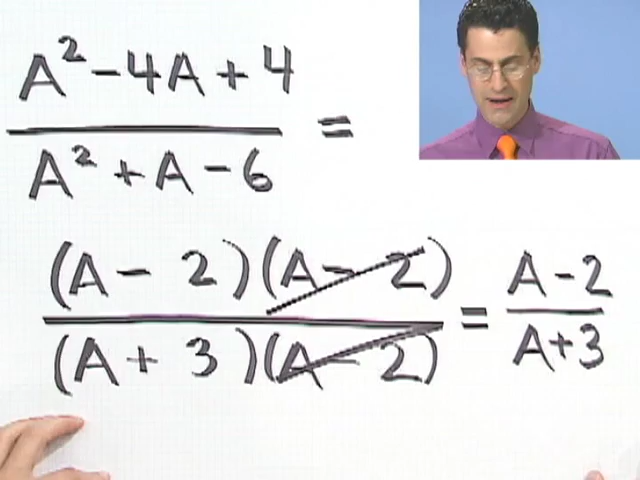 A² - 4A + 4
A² + A - 6
=
(A - 2)(A - 2)
(A + 3)(A - 2)
=
A - 2
A + 3